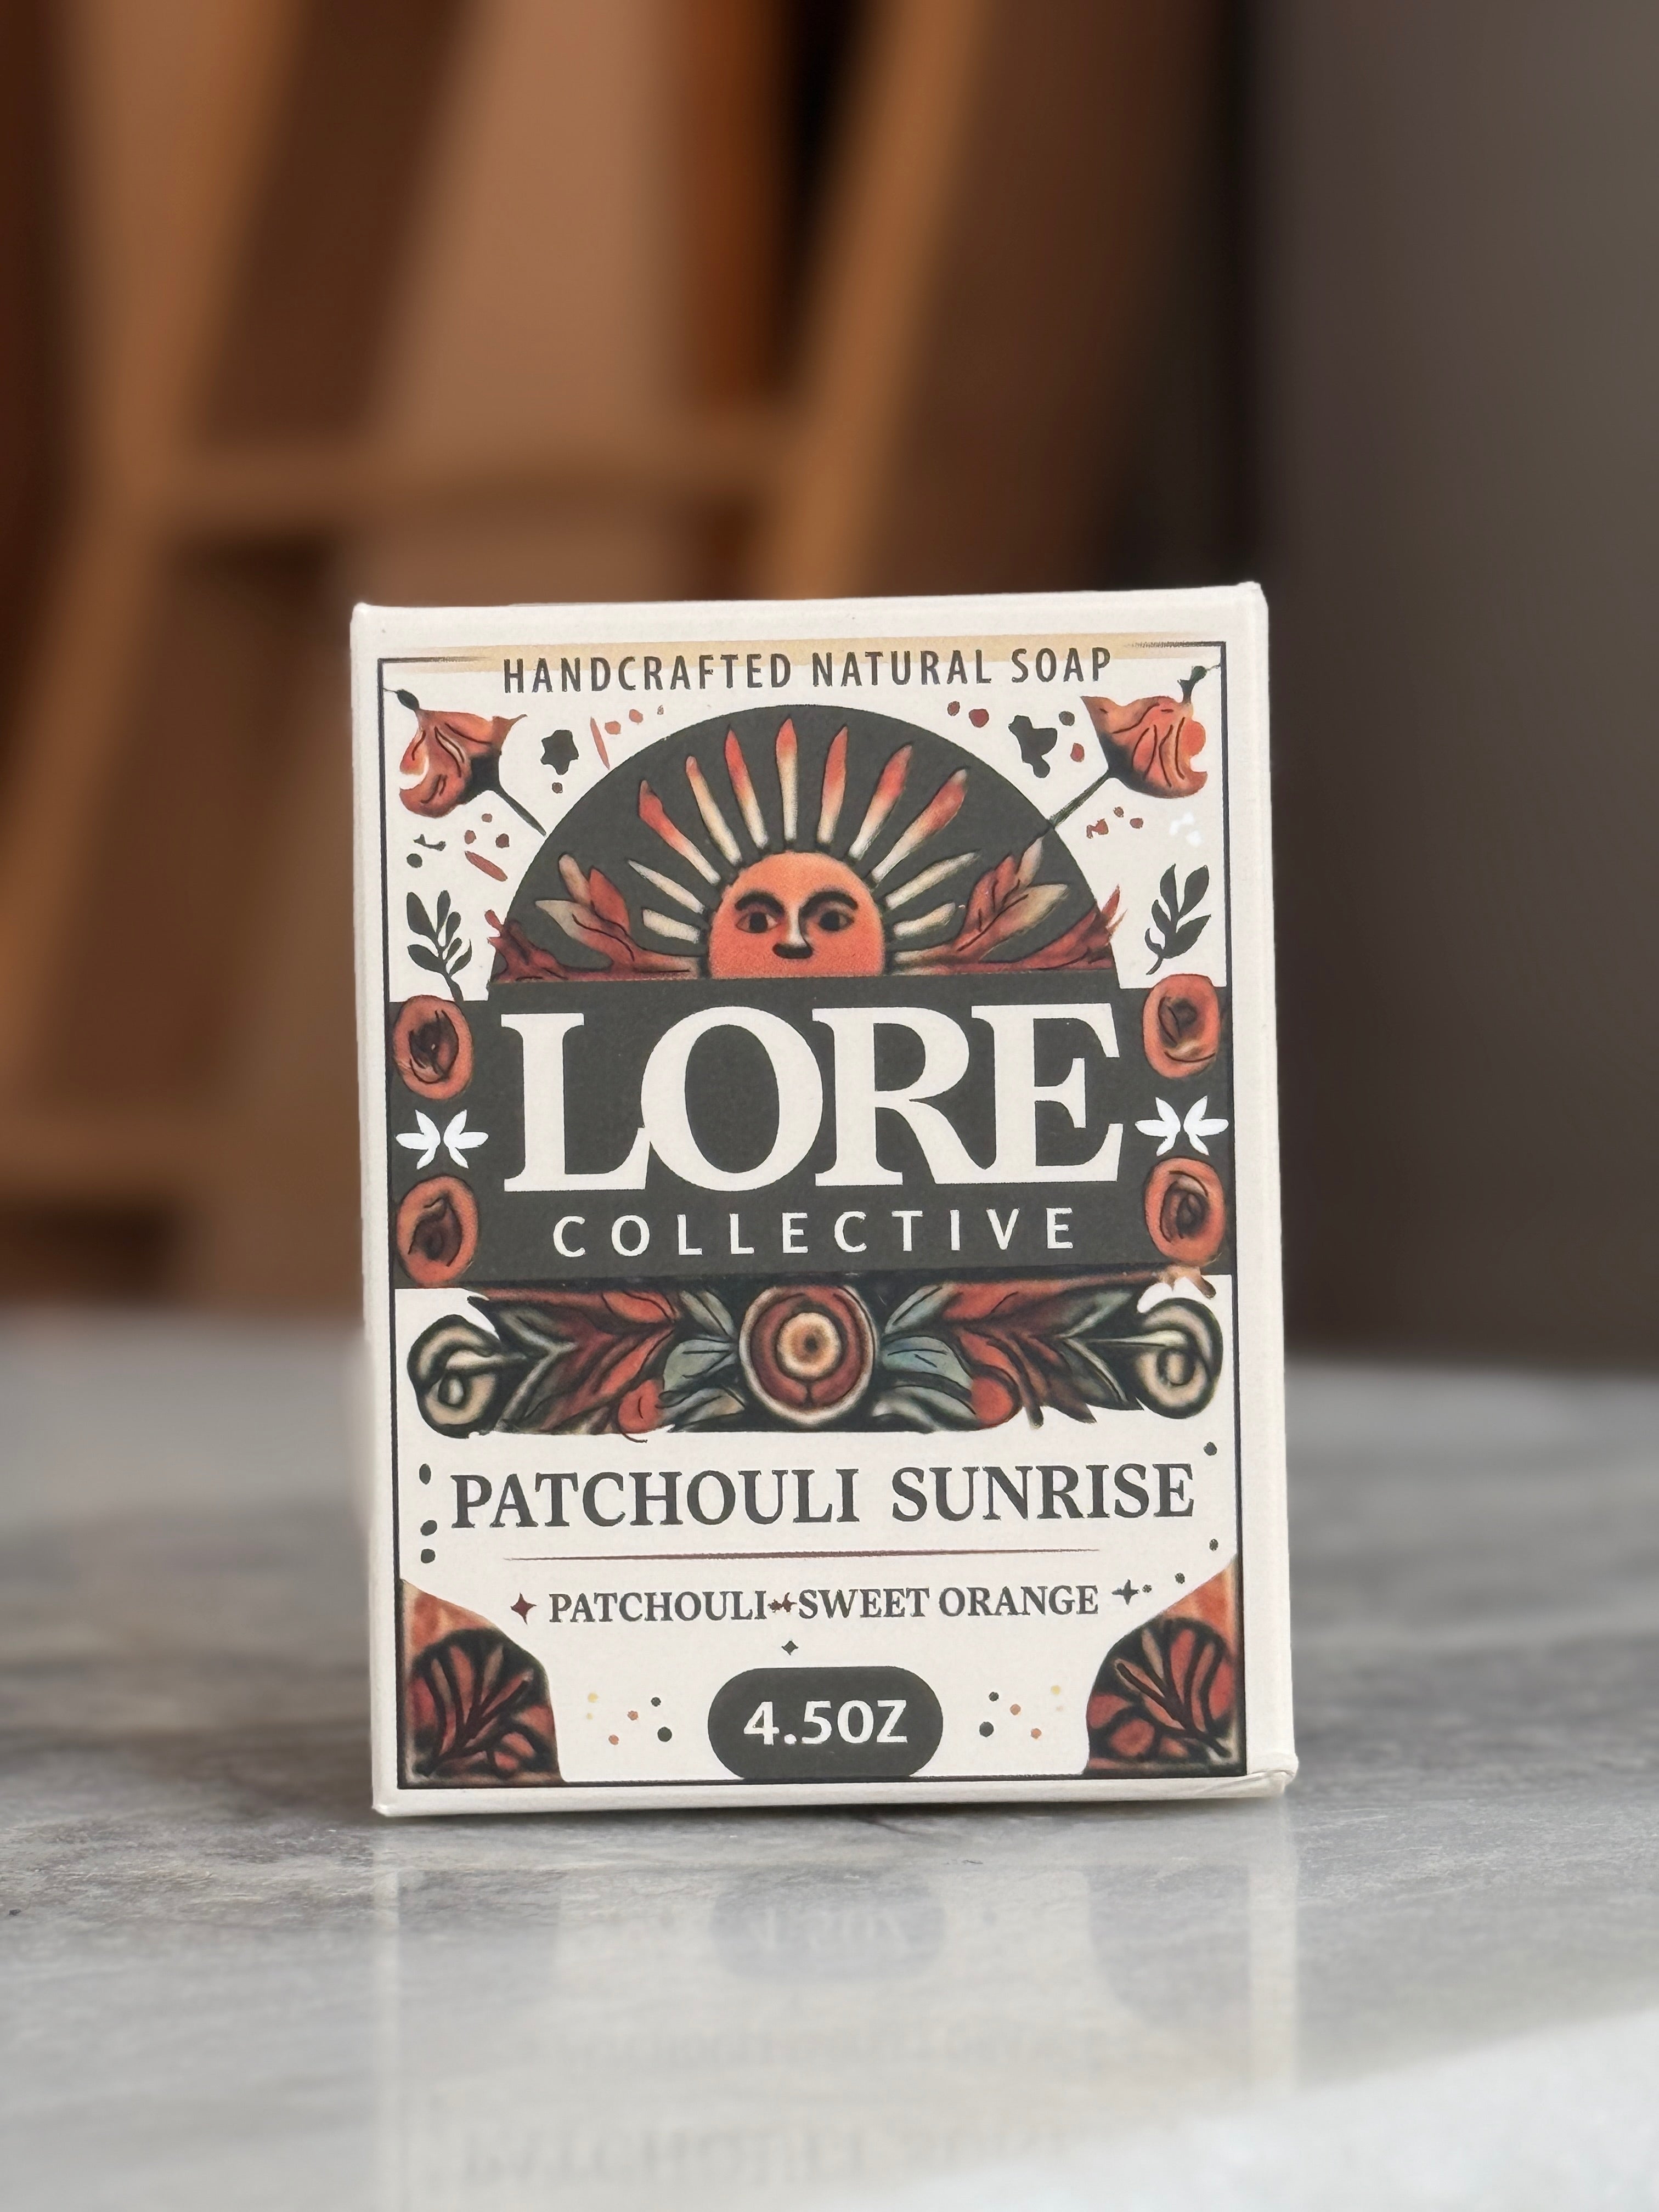 HANDCRAFTED NATURAL SOAP
LORE
COLLECTIVE
PATCHOULI SUNRISE
PATCHOULI SWEET ORANGE
4.5OZ